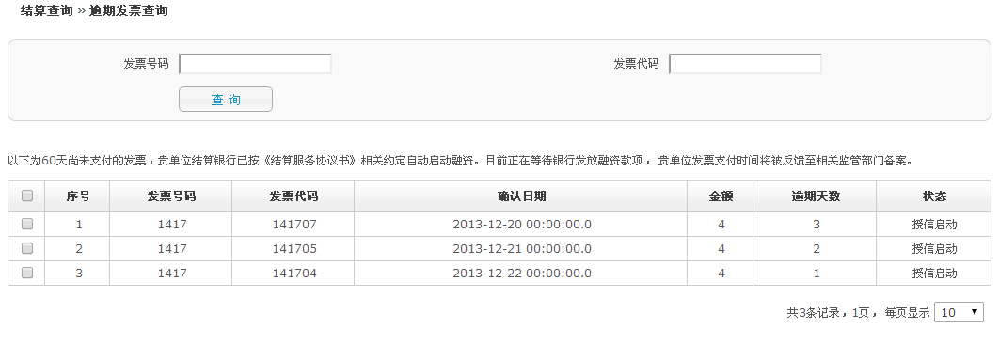 结算查询 » 逾期发票查询
发票号码 发票代码
查 询
以下为60天尚未支付的发票，贵单位结算银行已按《结算服务协议书》相关约定自动启动融资。目前正在等待银行发放融资款项， 贵单位发票支付时间将被反馈至相关监管部门备案。
序号 发票号码 发票代码 确认日期 金额 逾期天数 状态
1 1417 141707 2013-12-20 00:00:00.0 4 3 授信启动
2 1417 141705 2013-12-21 00:00:00.0 4 2 授信启动
3 1417 141704 2013-12-22 00:00:00.0 4 1 授信启动
共3条记录，1页， 每页显示 10